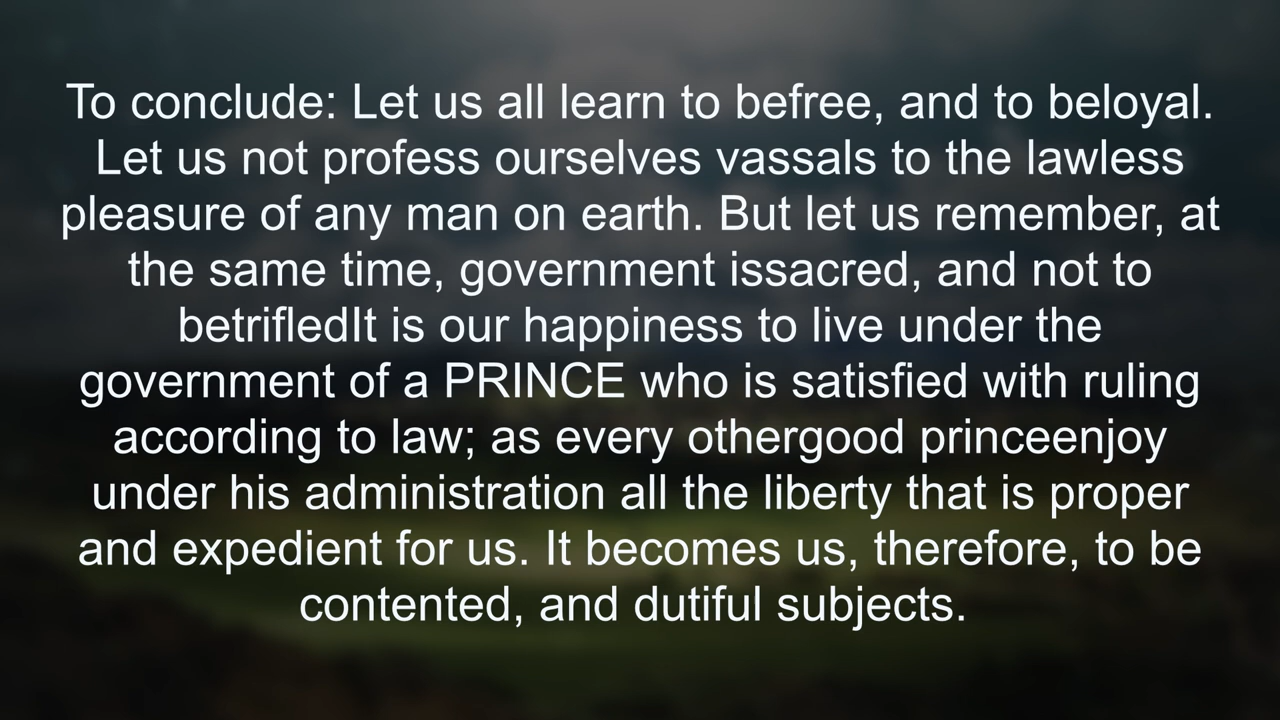 To conclude: Let us all learn to befree, and to beloyal.
Let us not profess ourselves vassals to the lawless
pleasure of any man on earth. But let us remember, at
the same time, government issacred, and not to
betrifledIt is our happiness to live under the
government of a PRINCE who is satisfied with ruling
according to law; as every othergood princeenjoy
under his administration all the liberty that is proper
and expedient for us. It becomes us, therefore, to be
contented, and dutiful subjects.